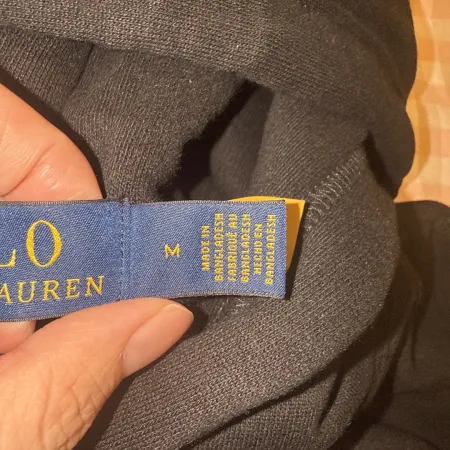 LO
AUREN
M
MADE IN
BANGLADESH
FABRIQUÉ AU
BANGLADESH
HECHO EN
BANGLADESH